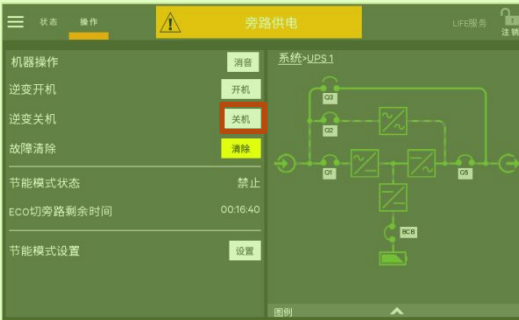 状态 操作 旁路供电 LIFE服务 注销
机器操作 消音
逆变开机 开机
逆变关机 关机
故障清除 清除
节能模式状态 禁止
ECO切旁路剩余时间 00:16:40
节能模式设置 设置
系统>UPS 1
Q3
Q2
Q1 Q5
BCB
图例